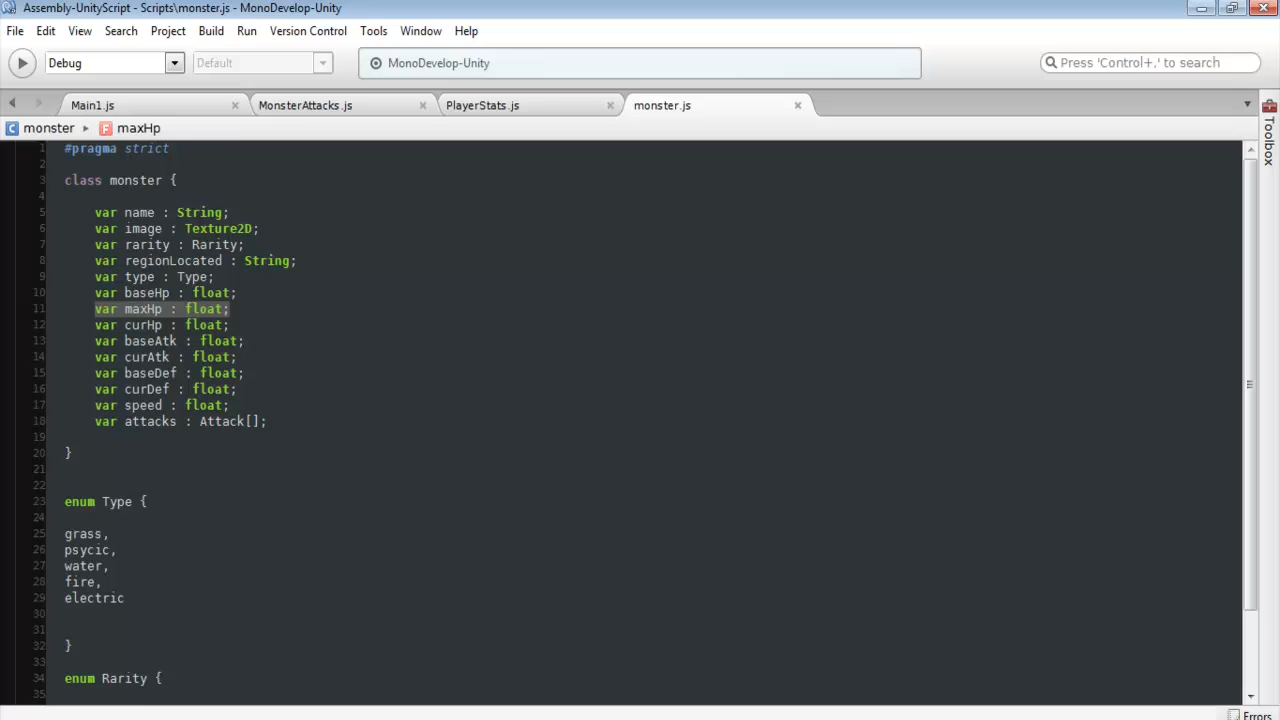 Assembly-UnityScript - Scripts\monster.js - MonoDevelop-Unity
File Edit View Search Project Build Run Version Control Tools Window Help
Debug Default MonoDevelop-Unity Press 'Control+,' to search
Main1.js MonsterAttacks.js PlayerStats.js monster.js
monster maxHp
Toolbox
1 #pragma strict
2
3 class monster {
4
5 var name : String;
6 var image : Texture2D;
7 var rarity : Rarity;
8 var regionLocated : String;
9 var type : Type;
10 var baseHp : float;
11 var maxHp : float;
12 var curHp : float;
13 var baseAtk : float;
14 var curAtk : float;
15 var baseDef : float;
16 var curDef : float;
17 var speed : float;
18 var attacks : Attack[];
19
20 }
21
22
23 enum Type {
24
25 grass,
26 psycic,
27 water,
28 fire,
29 electric
30
31
32 }
33
34 enum Rarity {
35
Errors